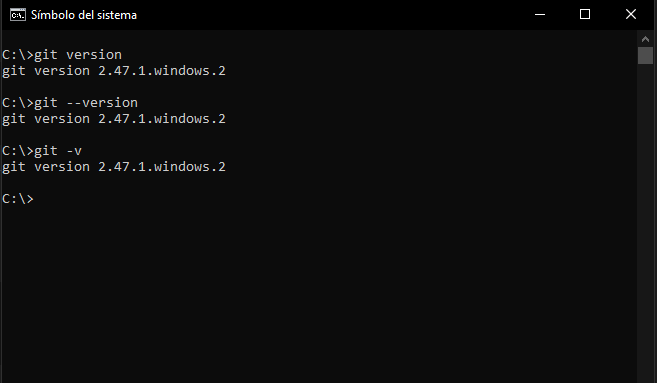 Símbolo del sistema
C:\>git version
git version 2.47.1.windows.2
C:\>git --version
git version 2.47.1.windows.2
C:\>git -v
git version 2.47.1.windows.2
C:\>